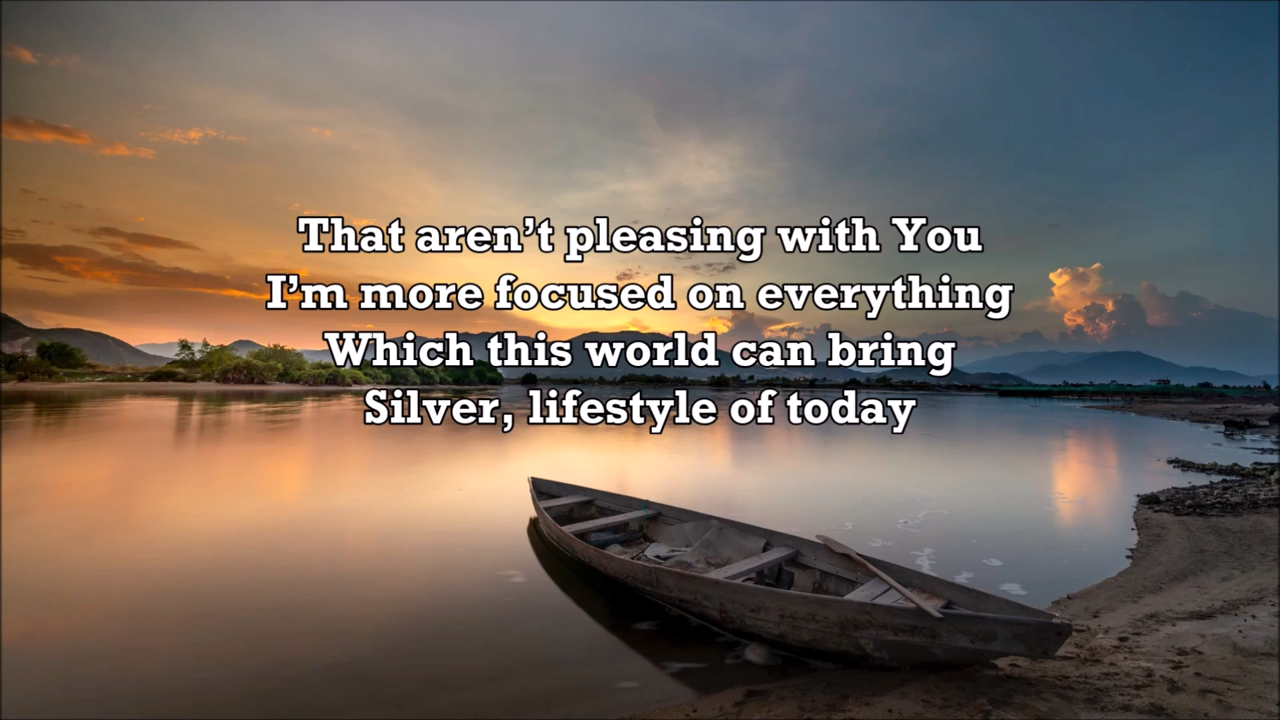 That aren’t pleasing with You
I’m more focused on everything
Which this world can bring
Silver, lifestyle of today